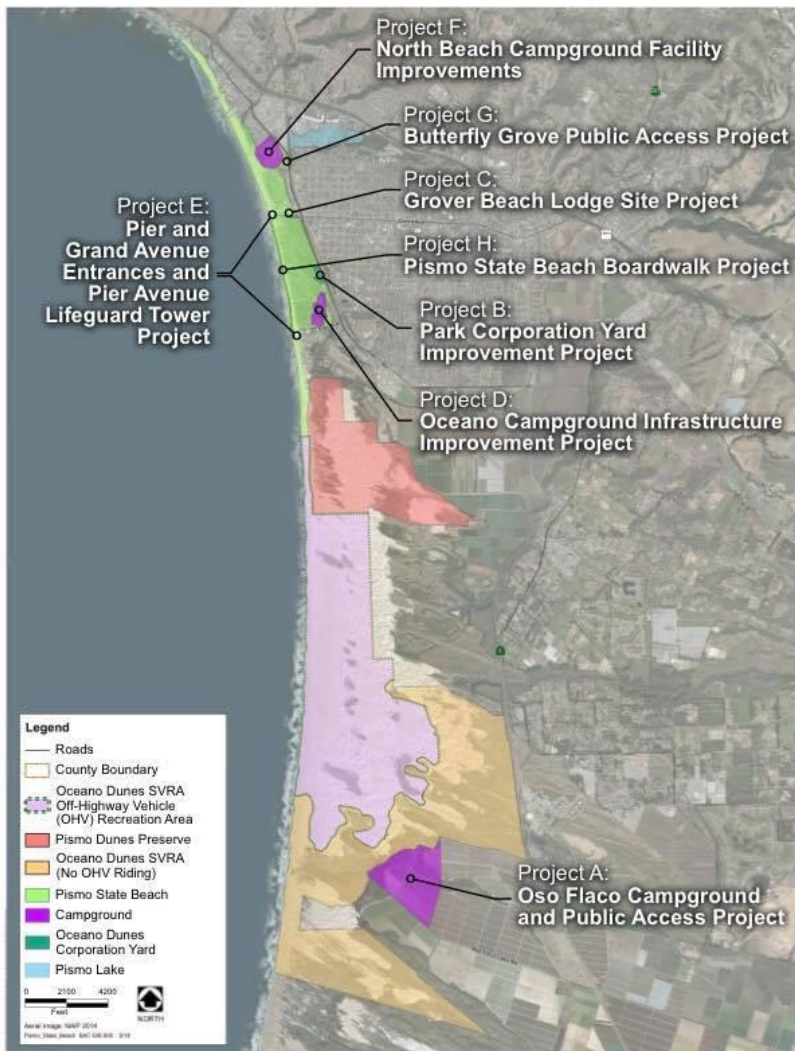 Project F:
North Beach Campground Facility
Improvements
Project G:
Butterfly Grove Public Access Project
Project C:
Grover Beach Lodge Site Project
Project E:
Pier and
Grand Avenue
Entrances and
Pier Avenue
Lifeguard Tower
Project
Project H:
Pismo State Beach Boardwalk Project
Project B:
Park Corporation Yard
Improvement Project
Project D:
Oceano Campground Infrastructure
Improvement Project
Project A:
Oso Flaco Campground
and Public Access Project
Legend
Roads
County Boundary
Oceano Dunes SVRA
Off-Highway Vehicle
(OHV) Recreation Area
Pismo Dunes Preserve
Oceano Dunes SVRA
(No OHV Riding)
Pismo State Beach
Campground
Oceano Dunes
Corporation Yard
Pismo Lake
0 2100 4200
Feet
NORTH
Aerial Image: NAIP 2014